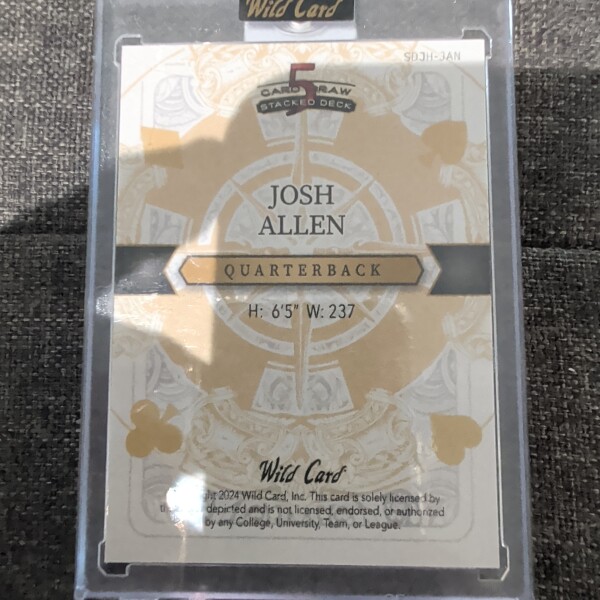 Wild Card
SDJH-JAN
5
CARD DRAW
STACKED DECK
JOSH
ALLEN
QUARTERBACK
H: 6'5" W: 237
Wild Card
2024 Wild Card, Inc. This card is solely licensed by
depicted and is not licensed, endorsed, or authorized
by any College, University, Team, or League.